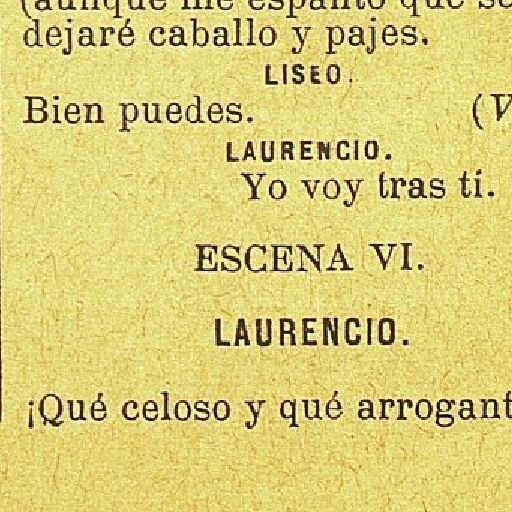 (aunque me espanto que se
dejaré caballo y pajes.
LISEO.
Bien puedes. (V
LAURENCIO.
Yo voy tras tí.
ESCENA VI.
LAURENCIO.
¡Qué celoso y qué arrogant